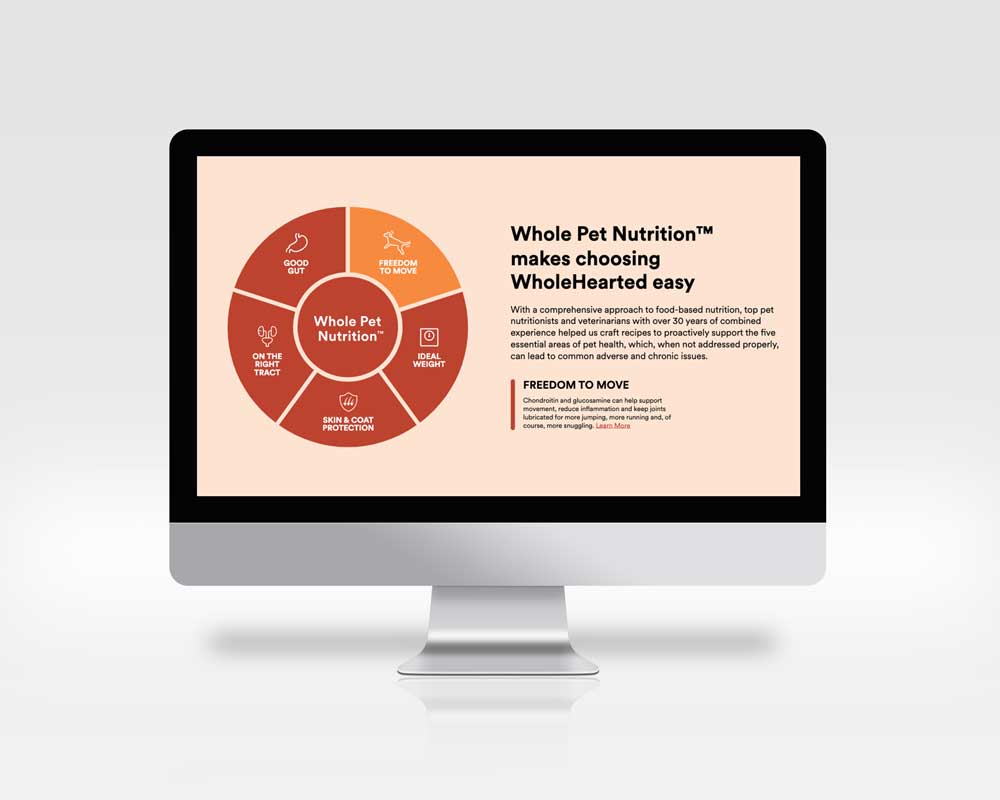 GOOD
GUT
FREEDOM
TO MOVE
Whole Pet
Nutrition™
ON THE
RIGHT
TRACT
IDEAL
WEIGHT
SKIN & COAT
PROTECTION
Whole Pet Nutrition™
makes choosing
WholeHearted easy
With a comprehensive approach to food-based nutrition, top pet
nutritionists and veterinarians with over 30 years of combined
experience helped us craft recipes to proactively support the five
essential areas of pet health, which, when not addressed properly,
can lead to common adverse and chronic issues.
FREEDOM TO MOVE
Chondroitin and glucosamine can help support
movement, reduce inflammation and keep joints
lubricated for more jumping, more running and, of
course, more snuggling. Learn More